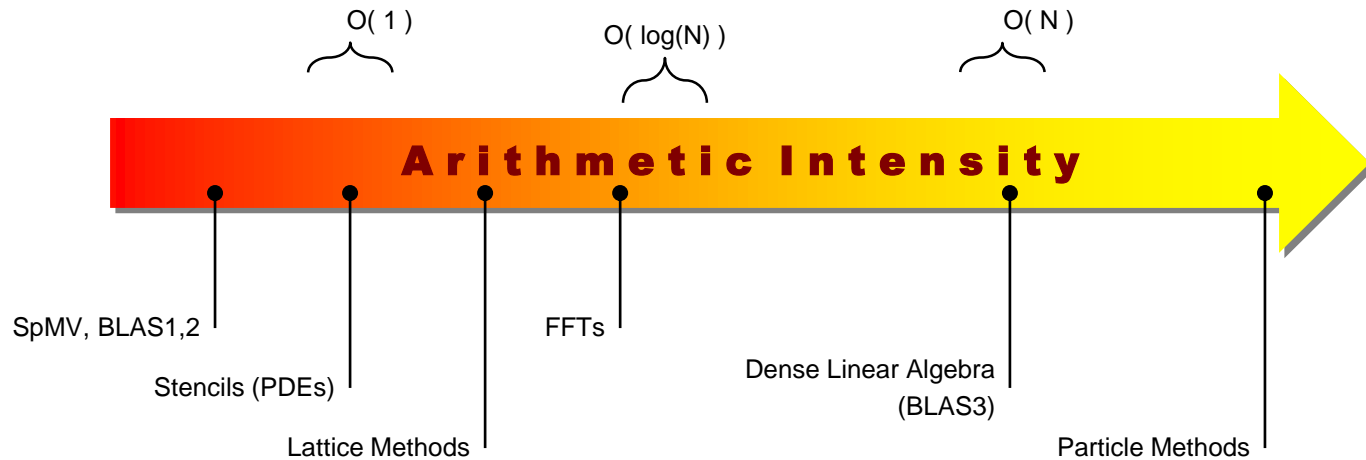 O( 1 )
O( log(N) )
O( N )
Arithmetic Intensity
SpMV, BLAS1,2
FFTs
Stencils (PDEs)
Dense Linear Algebra
(BLAS3)
Lattice Methods
Particle Methods